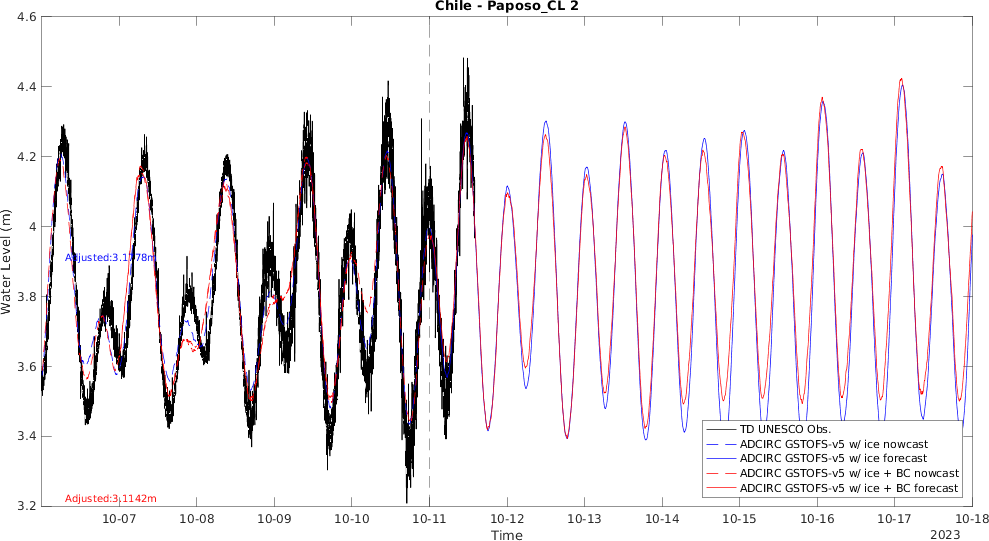 Chile - Paposo_CL 2
4.6
4.4
4.2
4
3.8
3.6
3.4
3.2
Water Level (m)
Adjusted:3.1778m
Adjusted:3.1142m
TD UNESCO Obs.
ADCIRC GSTOFS-v5 w/ ice nowcast
ADCIRC GSTOFS-v5 w/ ice forecast
ADCIRC GSTOFS-v5 w/ ice + BC nowcast
ADCIRC GSTOFS-v5 w/ ice + BC forecast
10-07 10-08 10-09 10-10 10-11 10-12 10-13 10-14 10-15 10-16 10-17 10-18
Time
2023